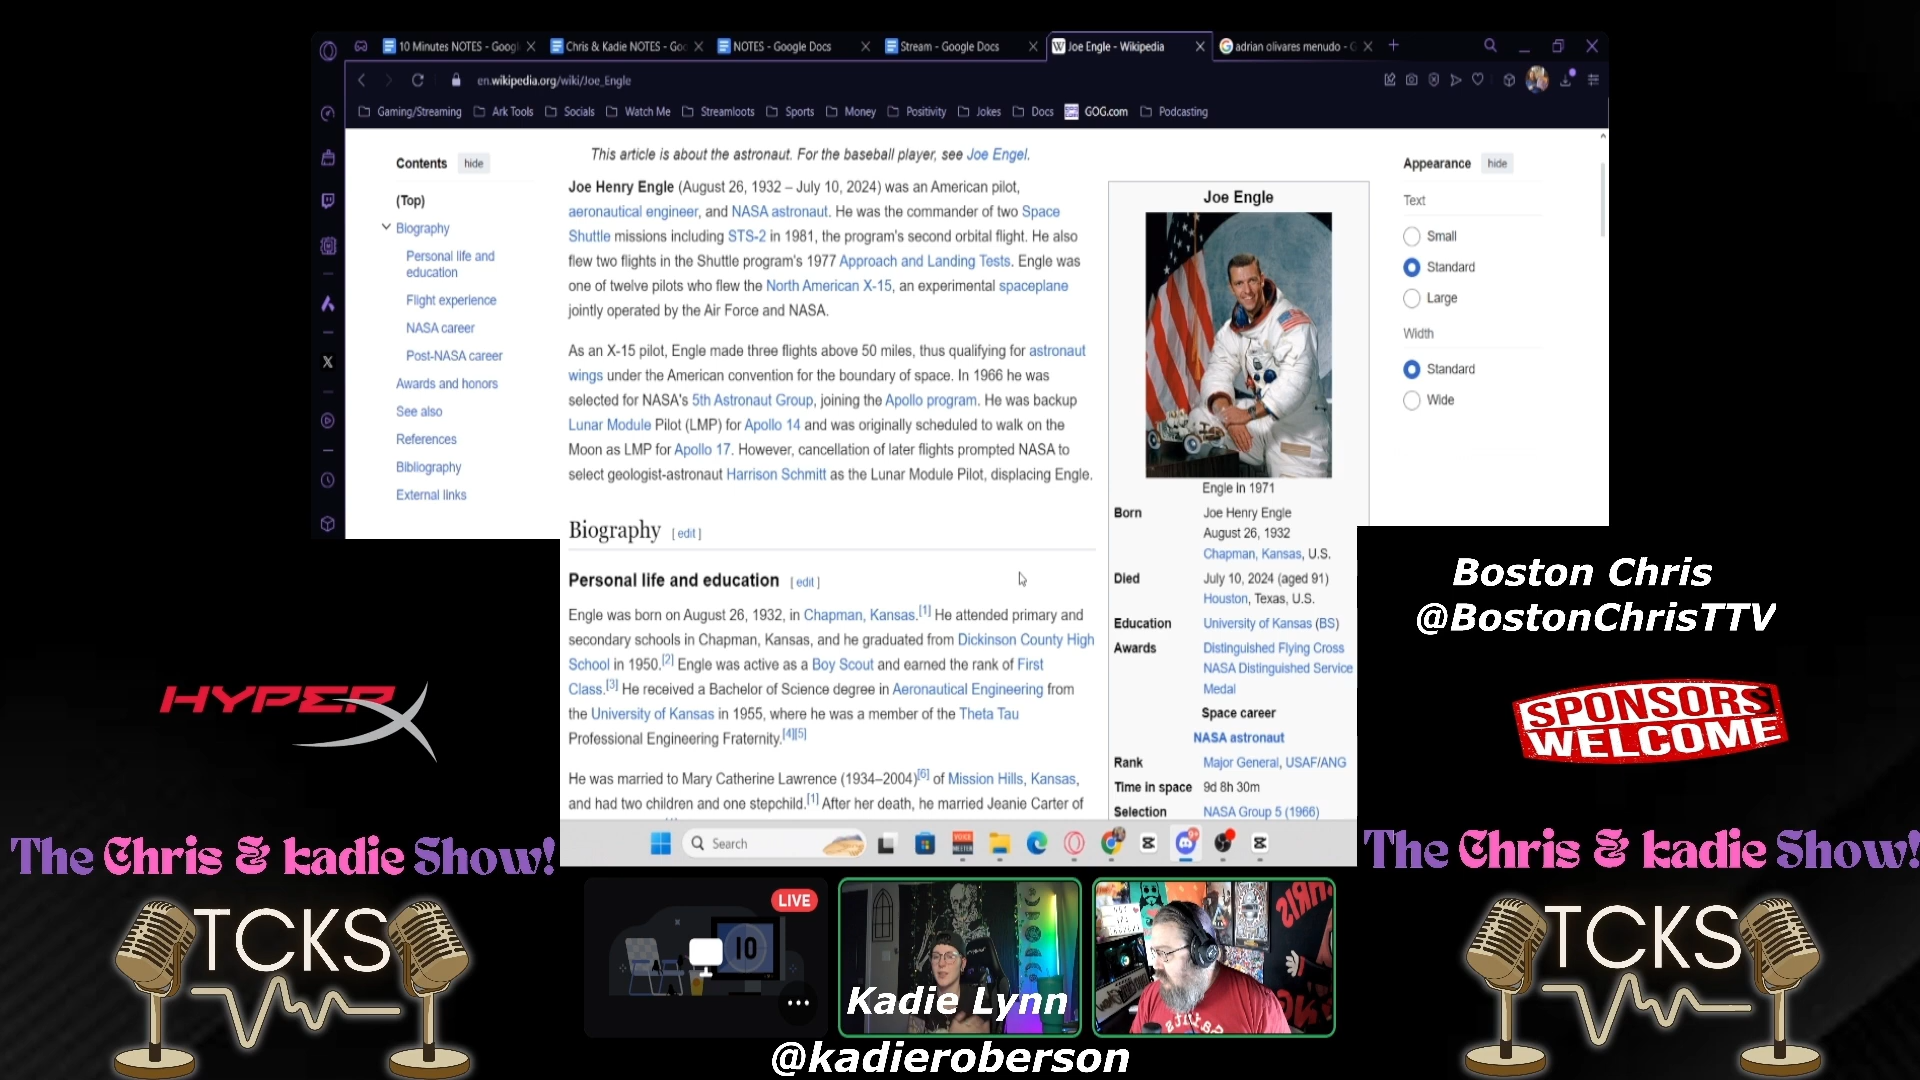 10 Minutes NOTES - Googl
Chris & Kadie NOTES - Goo
NOTES - Google Docs
Stream - Google Docs
Joe Engle - Wikipedia
adrian olivares menudo - G
en.wikipedia.org/wiki/Joe_Engle
Gaming/Streaming
Ark Tools
Socials
Watch Me
Streamloots
Sports
Money
Positivity
Jokes
Docs
GOG.com
Podcasting
Contents hide
(Top)
Biography
Personal life and
education
Flight experience
NASA career
Post-NASA career
Awards and honors
See also
References
Bibliography
External links
This article is about the astronaut. For the baseball player, see Joe Engel.
Joe Henry Engle (August 26, 1932 – July 10, 2024) was an American pilot,
aeronautical engineer, and NASA astronaut. He was the commander of two Space
Shuttle missions including STS-2 in 1981, the program's second orbital flight. He also
flew two flights in the Shuttle program's 1977 Approach and Landing Tests. Engle was
one of twelve pilots who flew the North American X-15, an experimental spaceplane
jointly operated by the Air Force and NASA.
As an X-15 pilot, Engle made three flights above 50 miles, thus qualifying for astronaut
wings under the American convention for the boundary of space. In 1966 he was
selected for NASA's 5th Astronaut Group, joining the Apollo program. He was backup
Lunar Module Pilot (LMP) for Apollo 14 and was originally scheduled to walk on the
Moon as LMP for Apollo 17. However, cancellation of later flights prompted NASA to
select geologist-astronaut Harrison Schmitt as the Lunar Module Pilot, displacing Engle.
Biography [ edit ]
Personal life and education [ edit ]
Engle was born on August 26, 1932, in Chapman, Kansas.[1] He attended primary and
secondary schools in Chapman, Kansas, and he graduated from Dickinson County High
School in 1950.[2] Engle was active as a Boy Scout and earned the rank of First
Class.[3] He received a Bachelor of Science degree in Aeronautical Engineering from
the University of Kansas in 1955, where he was a member of the Theta Tau
Professional Engineering Fraternity.[4][5]
He was married to Mary Catherine Lawrence (1934–2004)[6] of Mission Hills, Kansas,
and had two children and one stepchild.[1] After her death, he married Jeanie Carter of
Joe Engle
Engle in 1971
Born Joe Henry Engle
August 26, 1932
Chapman, Kansas, U.S.
Died July 10, 2024 (aged 91)
Houston, Texas, U.S.
Education University of Kansas (BS)
Awards Distinguished Flying Cross
NASA Distinguished Service
Medal
Space career
NASA astronaut
Rank Major General, USAF/ANG
Time in space 9d 8h 30m
Selection NASA Group 5 (1966)
Appearance hide
Text
Small
Standard
Large
Width
Standard
Wide
Search
Boston Chris
@BostonChrisTTV
HYPERX
SPONSORS
WELCOME
The Chris & kadie Show!
The Chris & kadie Show!
TCKS
TCKS
LIVE
10
Kadie Lynn
@kadieroberson